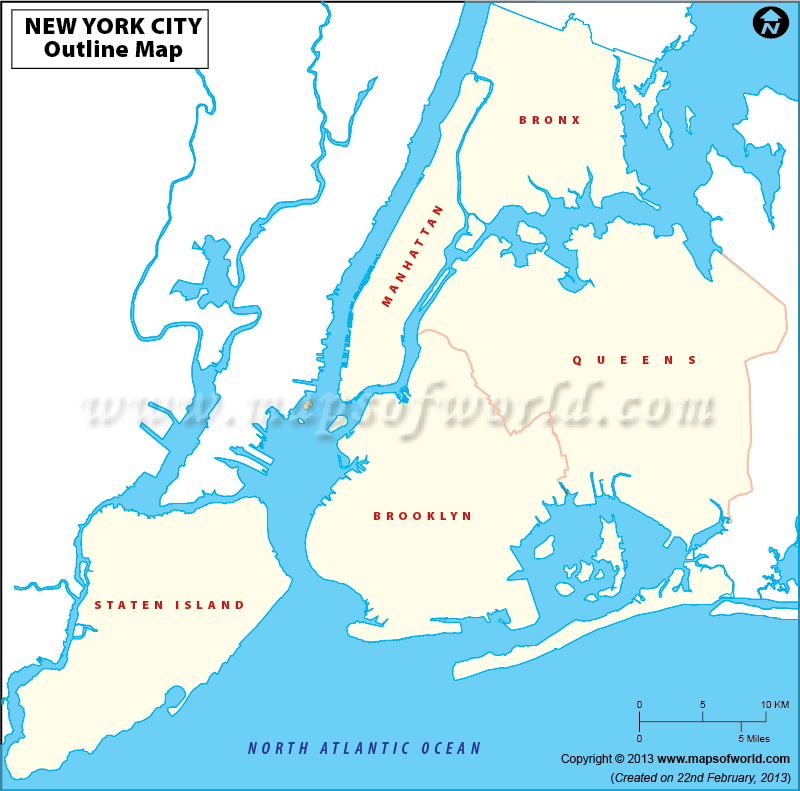 NEW YORK CITY
Outline Map
N
BRONX
MANHATTAN
QUEENS
www.mapsofworld.com
BROOKLYN
STATEN ISLAND
0 5 10 KM
0 5 Miles
NORTH ATLANTIC OCEAN
Copyright © 2013 www.mapsofworld.com
(Created on 22nd February, 2013)